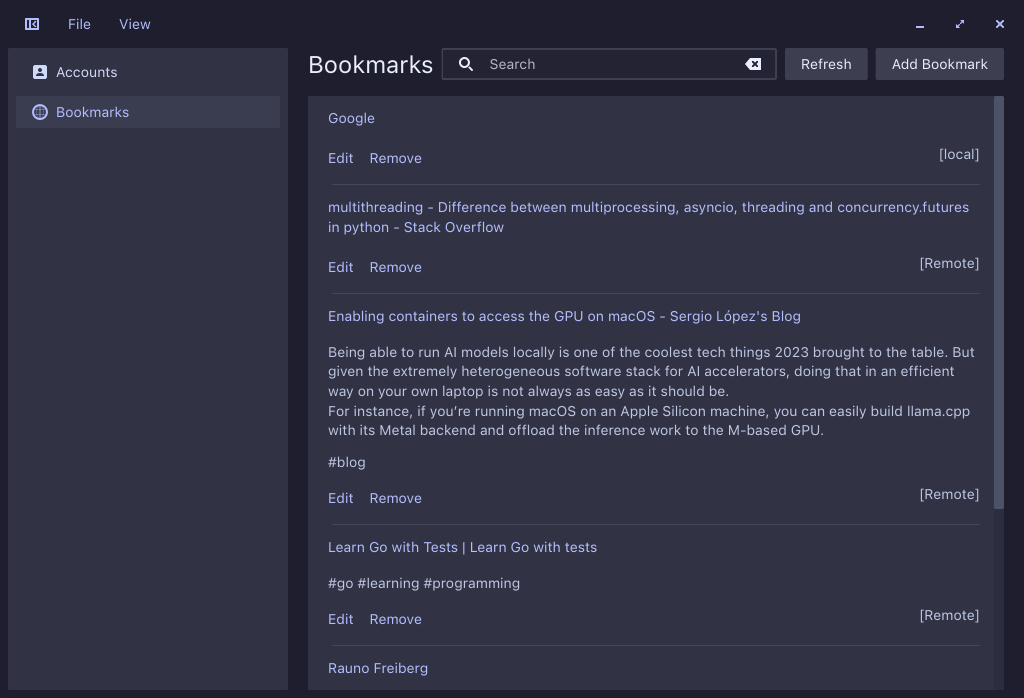 File View
Accounts
Bookmarks
Bookmarks Search Refresh Add Bookmark
Google
Edit Remove [local]
multithreading - Difference between multiprocessing, asyncio, threading and concurrency.futures
in python - Stack Overflow
Edit Remove [Remote]
Enabling containers to access the GPU on macOS - Sergio López's Blog
Being able to run AI models locally is one of the coolest tech things 2023 brought to the table. But
given the extremely heterogeneous software stack for AI accelerators, doing that in an efficient
way on your own laptop is not always as easy as it should be.
For instance, if you’re running macOS on an Apple Silicon machine, you can easily build llama.cpp
with its Metal backend and offload the inference work to the M-based GPU.
#blog
Edit Remove [Remote]
Learn Go with Tests | Learn Go with tests
#go #learning #programming
Edit Remove [Remote]
Rauno Freiberg